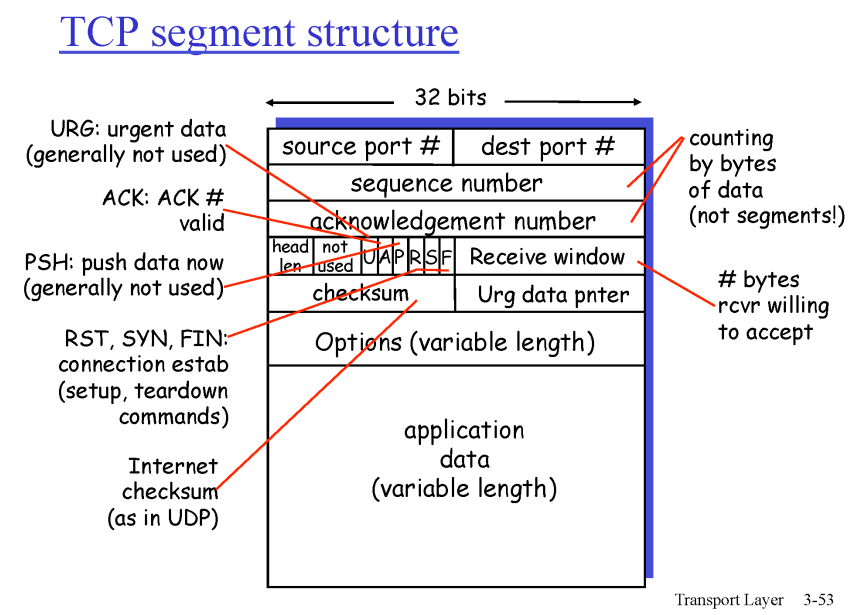 TCP segment structure
32 bits
URG: urgent data
(generally not used)
ACK: ACK #
valid
PSH: push data now
(generally not used)
RST, SYN, FIN:
connection estab
(setup, teardown
commands)
Internet
checksum
(as in UDP)
source port #
dest port #
sequence number
acknowledgement number
head
len
not
used
U A P R S F
Receive window
checksum
Urg data pnter
Options (variable length)
application
data
(variable length)
counting
by bytes
of data
(not segments!)
# bytes
rcvr willing
to accept
Transport Layer 3-53